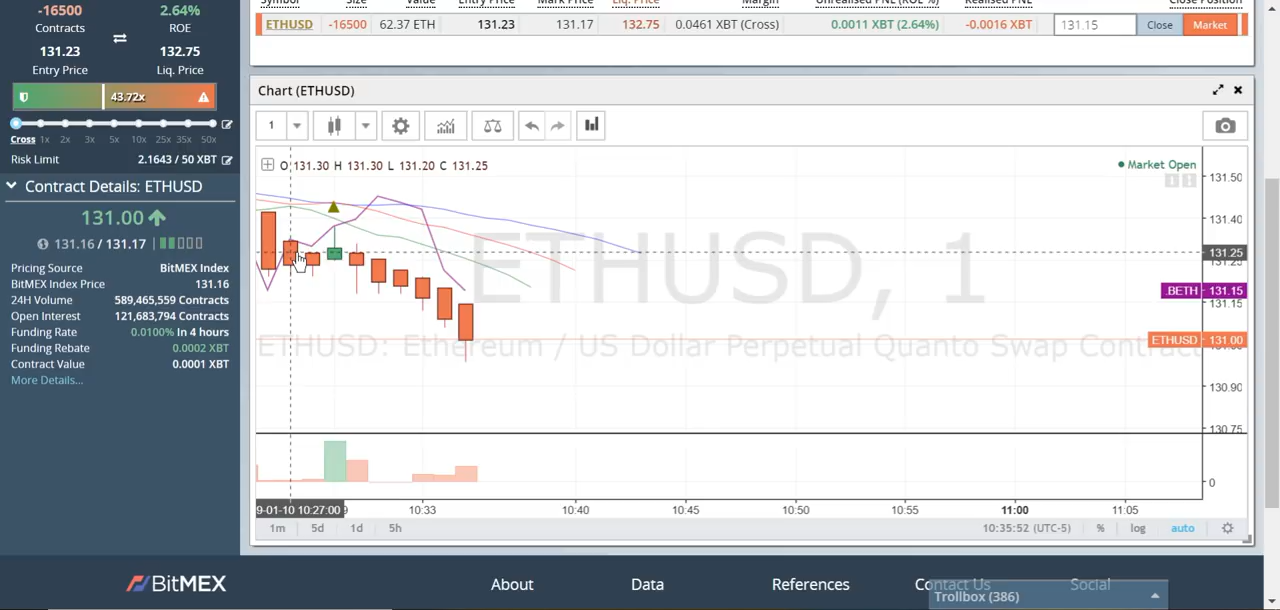 -16500 2.64%
Contracts ROE
131.23 132.75
Entry Price Liq. Price
43.72x
Cross 1x 2x 3x 5x 10x 25x 35x 50x
Risk Limit 2.1643 / 50 XBT
Contract Details: ETHUSD
131.00
131.16 / 131.17
Pricing Source BitMEX Index
BitMEX Index Price 131.16
24H Volume 589,465,559 Contracts
Open Interest 121,683,794 Contracts
Funding Rate 0.0100% In 4 hours
Funding Rebate 0.0002 XBT
Contract Value 0.0001 XBT
More Details...
Symbol Size Value Entry Price Mark Price Liq. Price Margin Unrealised PNL (ROE %) Realised PNL Close Position
ETHUSD -16500 62.37 ETH 131.23 131.17 132.75 0.0461 XBT (Cross) 0.0011 XBT (2.64%) -0.0016 XBT 131.15 Close Market
Chart (ETHUSD)
1
O 131.30 H 131.30 L 131.20 C 131.25
Market Open
ETHUSD, 1
ETHUSD: Ethereum / US Dollar Perpetual Quanto Swap Contract
131.50
131.40
131.25
BETH 131.15
131.15
ETHUSD 131.00
130.90
130.75
0
9-01-10 10:27:00 10:33 10:40 10:45 10:50 10:55 11:00 11:05
1m 5d 1d 5h 10:35:52 (UTC-5) % log auto
BitMEX About Data References Contact Us Social
Trollbox (386)